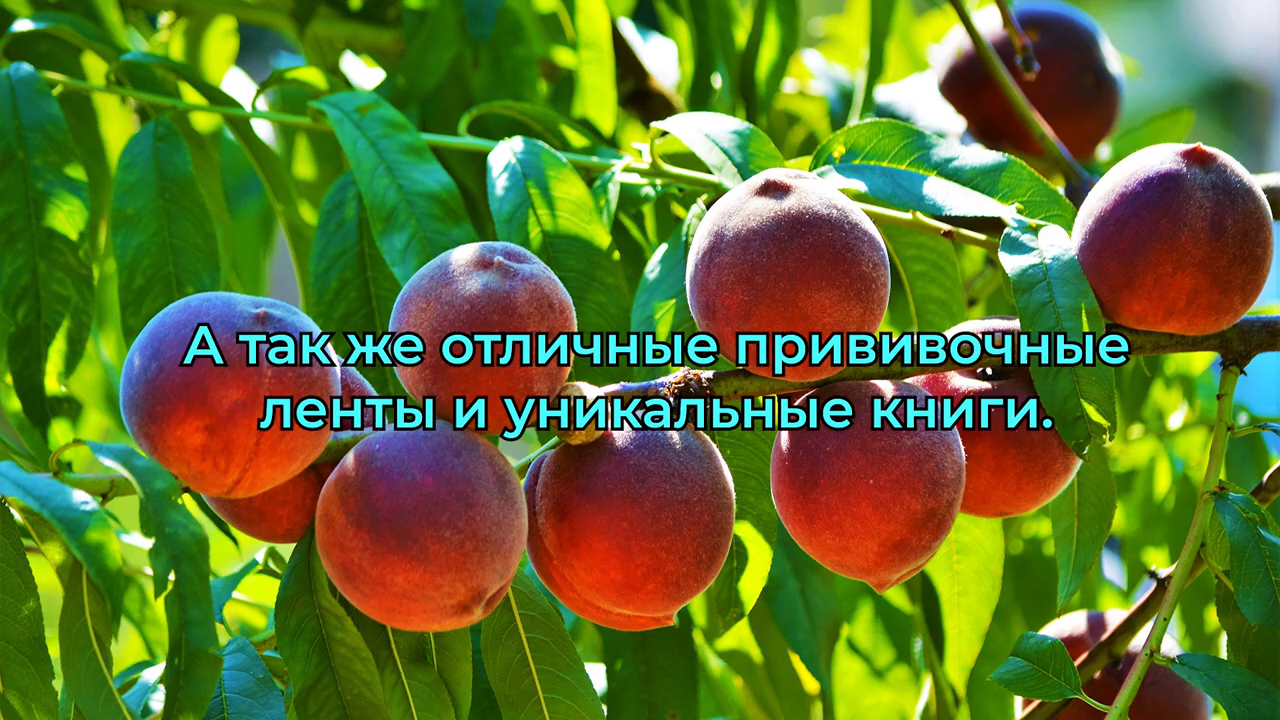 А так же отличные прививочные
ленты и уникальные книги.